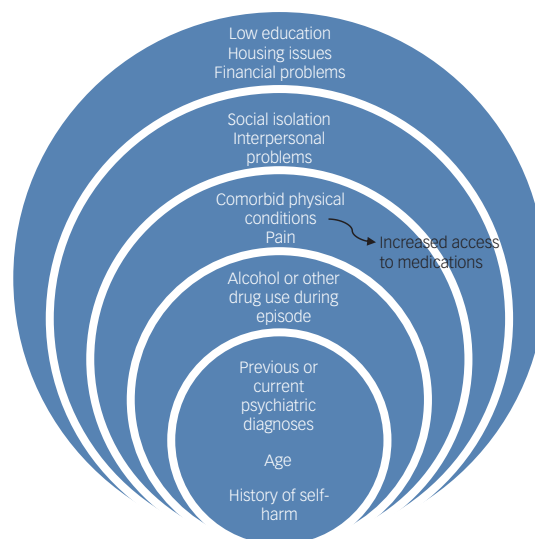 Low education
Housing issues
Financial problems
Social isolation
Interpersonal
problems
Comorbid physical
conditions
Pain
Increased access
to medications
Alcohol or other
drug use during
episode
Previous or
current
psychiatric
diagnoses
Age
History of self-
harm